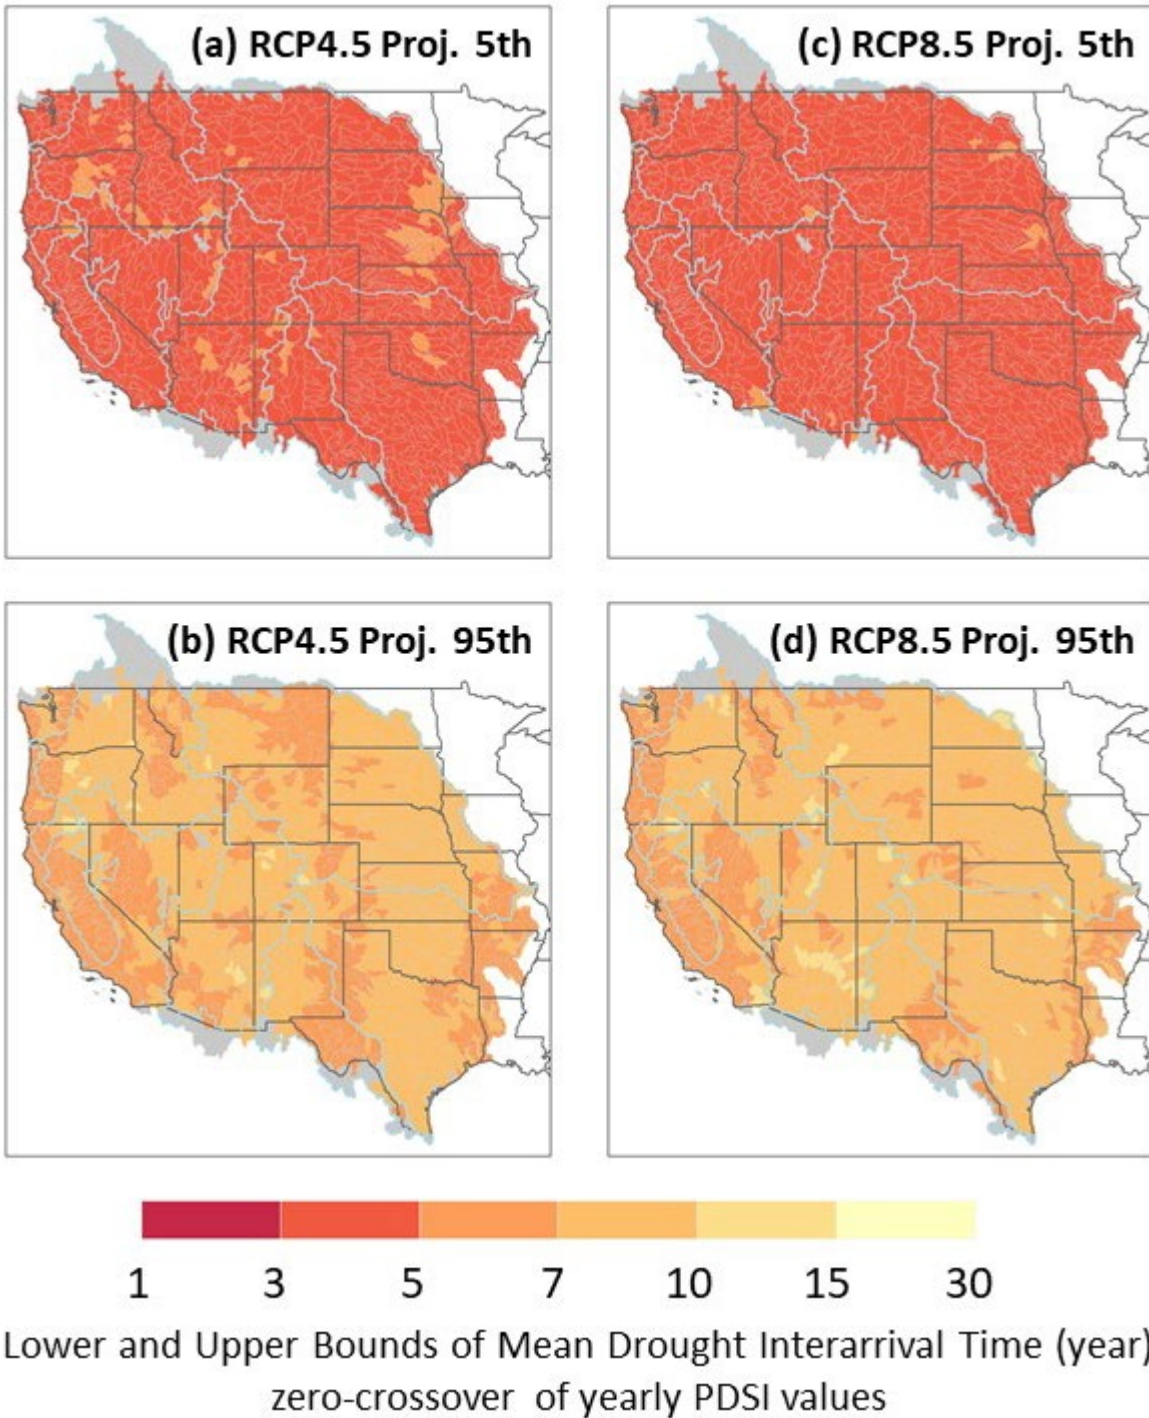 (a) RCP4.5 Proj. 5th
(c) RCP8.5 Proj. 5th
(b) RCP4.5 Proj. 95th
(d) RCP8.5 Proj. 95th
1 3 5 7 10 15 30
Lower and Upper Bounds of Mean Drought Interarrival Time (year)
zero-crossover of yearly PDSI values